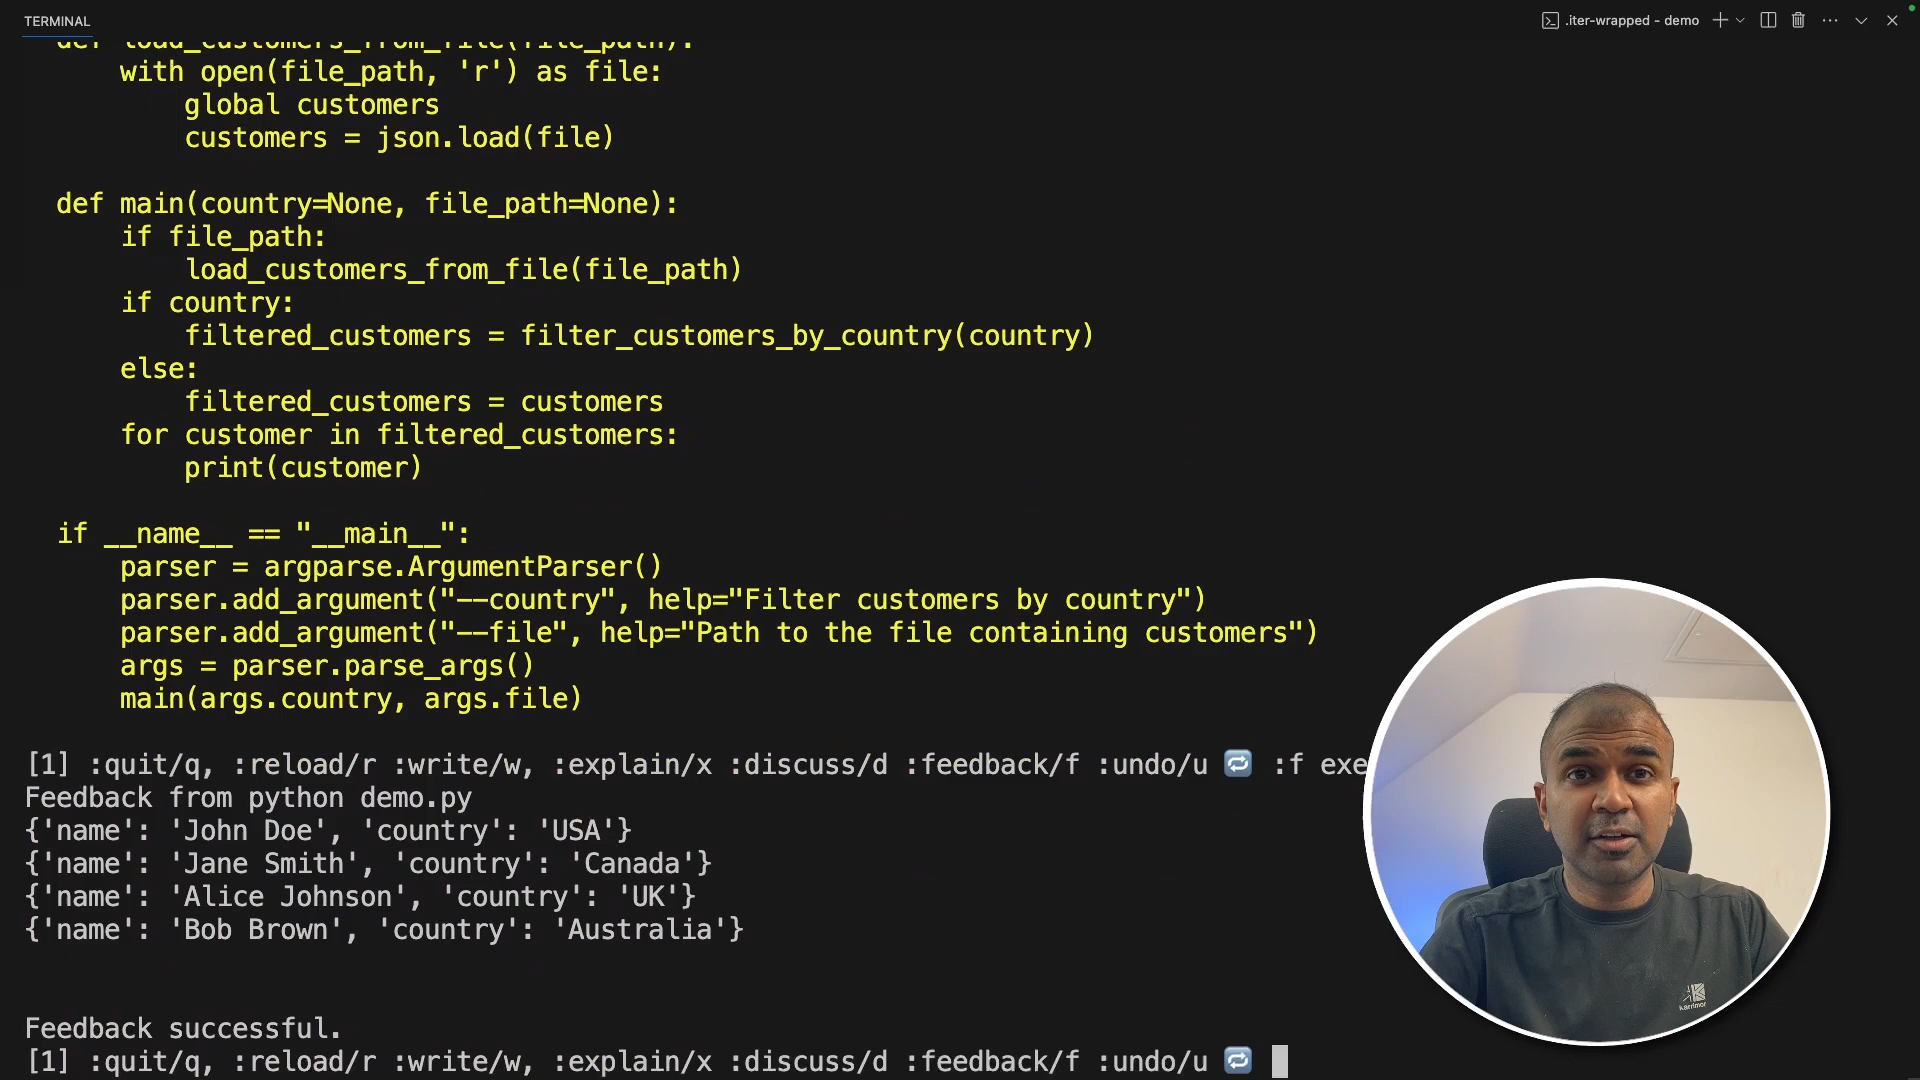 TERMINAL
.iter-wrapped - demo
def load_customers_from_file(file_path):
with open(file_path, 'r') as file:
global customers
customers = json.load(file)
def main(country=None, file_path=None):
if file_path:
load_customers_from_file(file_path)
if country:
filtered_customers = filter_customers_by_country(country)
else:
filtered_customers = customers
for customer in filtered_customers:
print(customer)
if __name__ == "__main__":
parser = argparse.ArgumentParser()
parser.add_argument("--country", help="Filter customers by country")
parser.add_argument("--file", help="Path to the file containing customers")
args = parser.parse_args()
main(args.country, args.file)
[1] :quit/q, :reload/r :write/w, :explain/x :discuss/d :feedback/f :undo/u 🔁 :f exe
Feedback from python demo.py
{'name': 'John Doe', 'country': 'USA'}
{'name': 'Jane Smith', 'country': 'Canada'}
{'name': 'Alice Johnson', 'country': 'UK'}
{'name': 'Bob Brown', 'country': 'Australia'}
Feedback successful.
[1] :quit/q, :reload/r :write/w, :explain/x :discuss/d :feedback/f :undo/u 🔁
karrimor